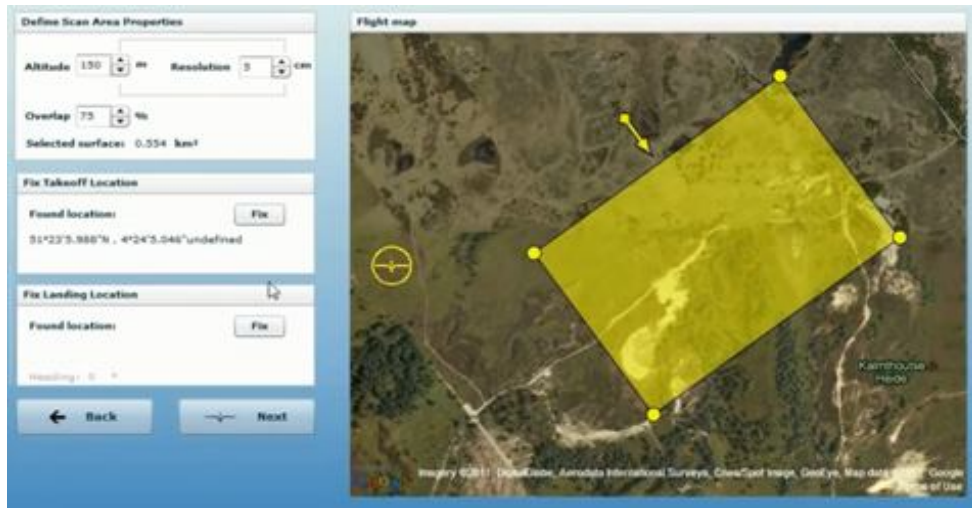 Define Scan Area Properties
Altitude 150 m Resolution 5 cm
Overlap 75 %
Selected surface: 0.554 km²
Fix Takeoff Location
Found location: Fix
51°23'5.988"N , 4°24'5.046"undefined
Fix Landing Location
Found location: Fix
Heading: 0 °
Back Next
Flight map
Kalmthoutse
Heide
Imagery ©2011, DigitalGlobe, Aerodata International Surveys, Cnes/Spot Image, GeoEye, Map data Google
Terms of Use